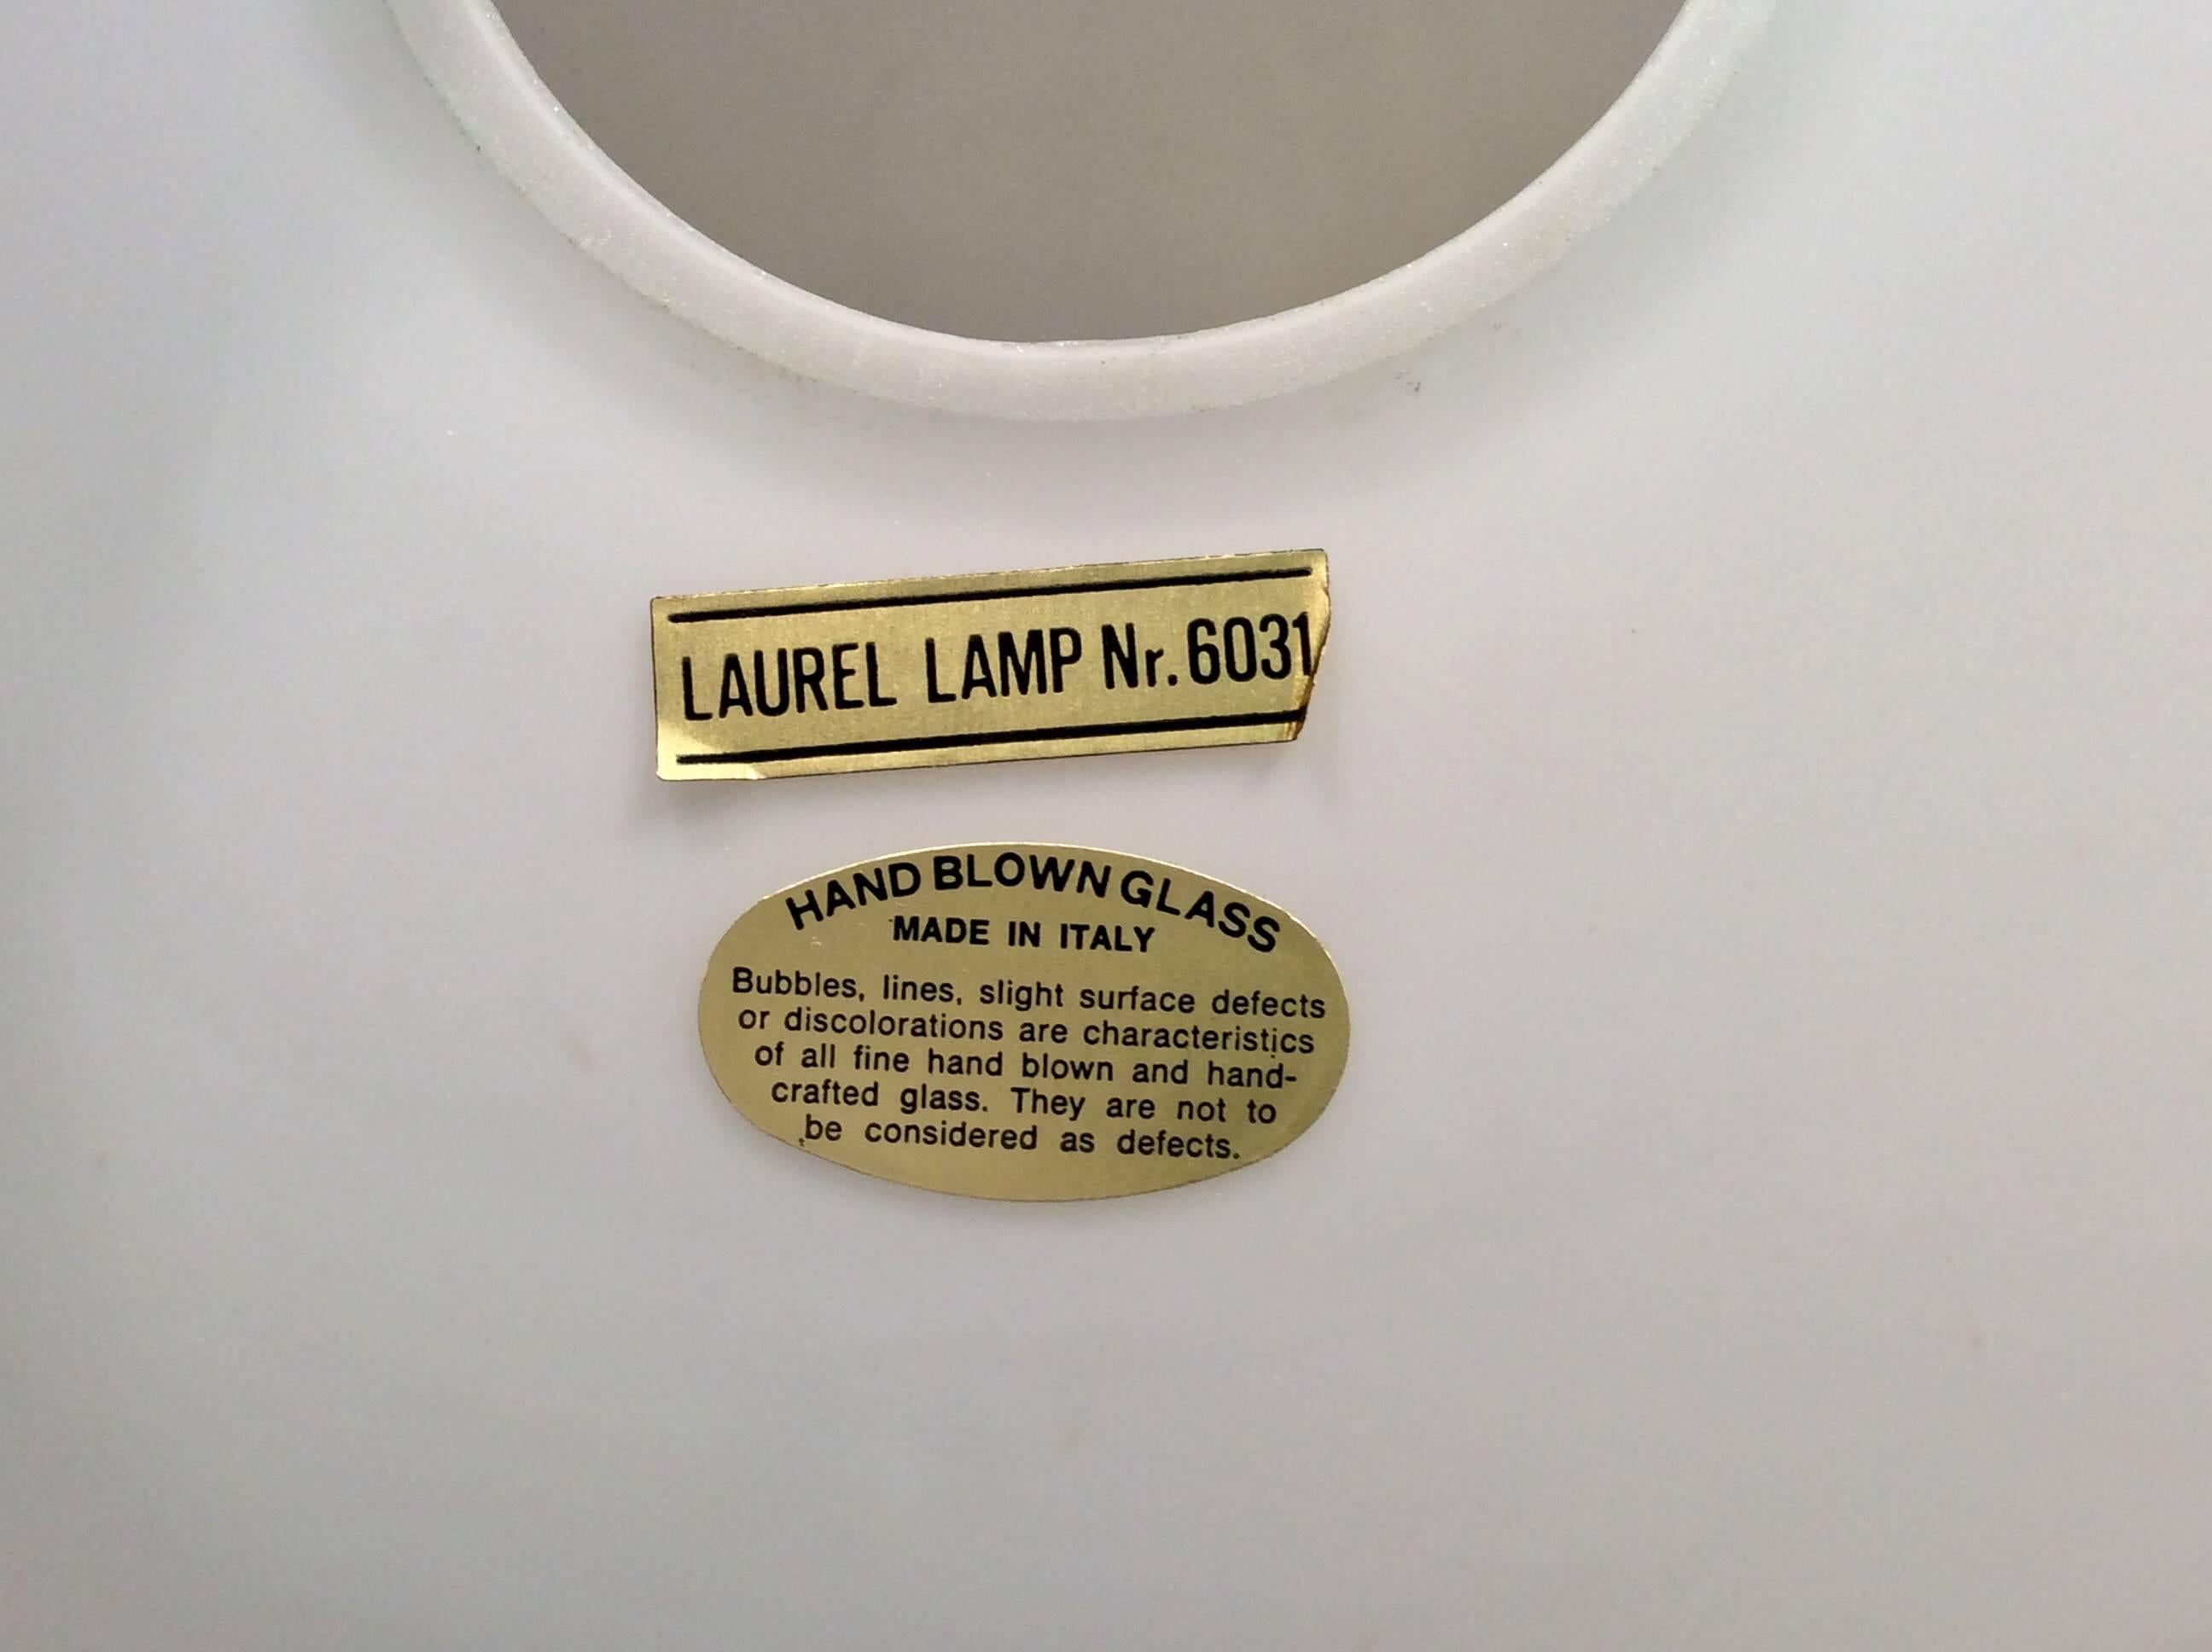 LAUREL LAMP Nr. 6031
HAND BLOWN GLASS
MADE IN ITALY
Bubbles, lines, slight surface defects
or discolorations are characteristics
of all fine hand blown and hand-
crafted glass. They are not to
be considered as defects.